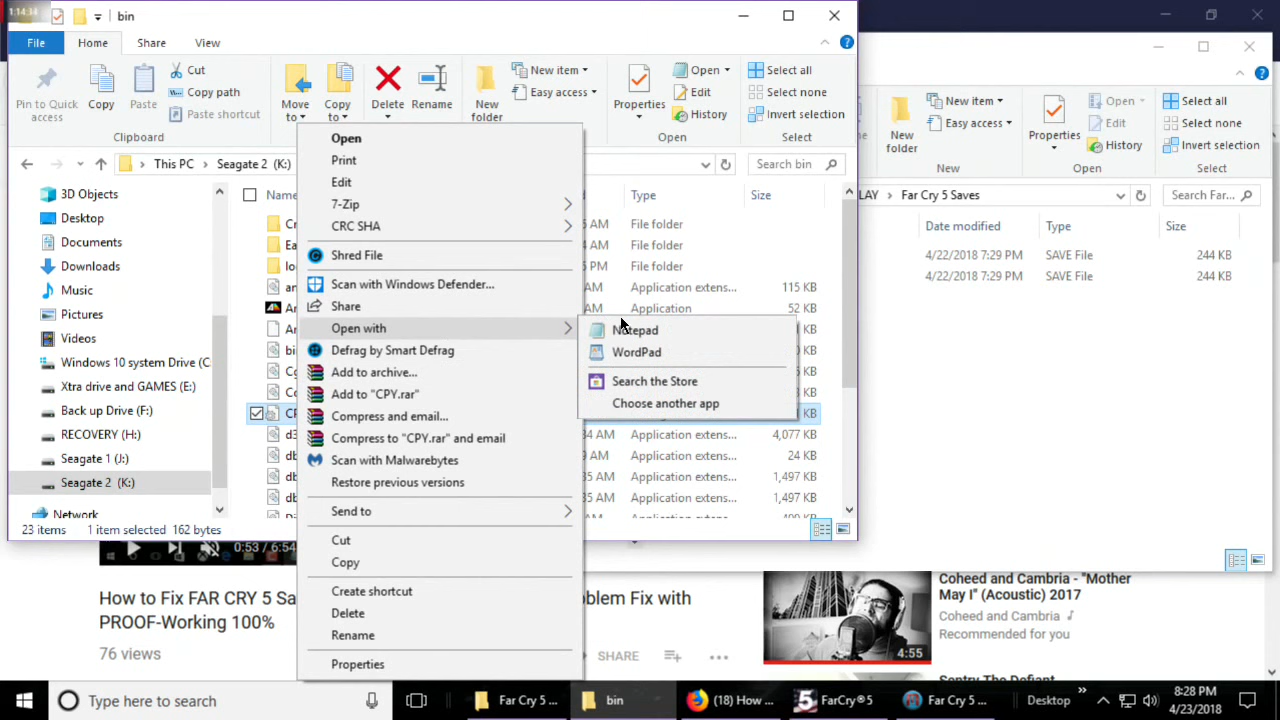 1:14:34
bin
File Home Share View
Pin to Quick access
Copy
Paste
Cut
Copy path
Paste shortcut
Clipboard
Move to
Copy to
Delete
Rename
New folder
New item
Easy access
Properties
Open
Edit
History
Open
Select all
Select none
Invert selection
Select
This PC > Seagate 2 (K:)
Search bin
3D Objects
Desktop
Documents
Downloads
Music
Pictures
Videos
Windows 10 system Drive (C
Xtra drive and GAMES (E:)
Back up Drive (F:)
RECOVERY (H:)
Seagate 1 (J:)
Seagate 2 (K:)
Network
23 items 1 item selected 162 bytes
Type Size
File folder
File folder
File folder
Application extens... 115 KB
Application 52 KB
Application extens... 4,077 KB
Application extens... 24 KB
Application extens... 1,497 KB
Application extens... 1,497 KB
Open
Print
Edit
7-Zip
CRC SHA
Shred File
Scan with Windows Defender...
Share
Open with
Defrag by Smart Defrag
Add to archive...
Add to "CPY.rar"
Compress and email...
Compress to "CPY.rar" and email
Scan with Malwarebytes
Restore previous versions
Send to
Cut
Copy
Create shortcut
Delete
Rename
Properties
Notepad
WordPad
Search the Store
Choose another app
New folder
New item
Easy access
New
Properties
Open
Edit
History
Open
Select all
Select none
Invert selection
Select
LAY > Far Cry 5 Saves
Search Far...
Date modified Type Size
4/22/2018 7:29 PM SAVE File 244 KB
4/22/2018 7:29 PM SAVE File 244 KB
0:53 / 6:54
How to Fix FAR CRY 5 Sa
oblem Fix with
PROOF-Working 100%
76 views
SHARE
Coheed and Cambria - "Mother
May I" (Acoustic) 2017
Coheed and Cambria
Recommended for you
4:55
Sentry The Defiant
Type here to search
Far Cry 5 ...
bin
(18) How ...
FarCry®5
Far Cry 5 ...
Desktop
8:28 PM
4/23/2018